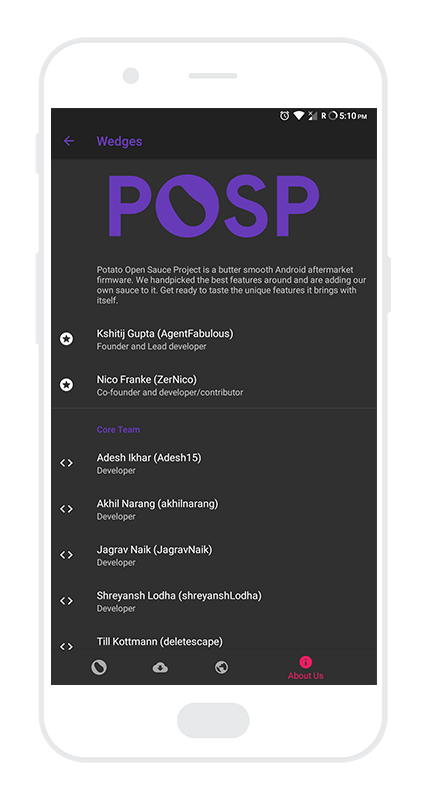 R 5:10 PM
Wedges
POSP
Potato Open Sauce Project is a butter smooth Android aftermarket
firmware. We handpicked the best features around and are adding our
own sauce to it. Get ready to taste the unique features it brings with
itself.
Kshitij Gupta (AgentFabulous)
Founder and Lead developer
Nico Franke (ZerNico)
Co-founder and developer/contributor
Core Team
Adesh Ikhar (Adesh15)
Developer
Akhil Narang (akhilnarang)
Developer
Jagrav Naik (JagravNaik)
Developer
Shreyansh Lodha (shreyanshLodha)
Developer
Till Kottmann (deletescape)
About Us